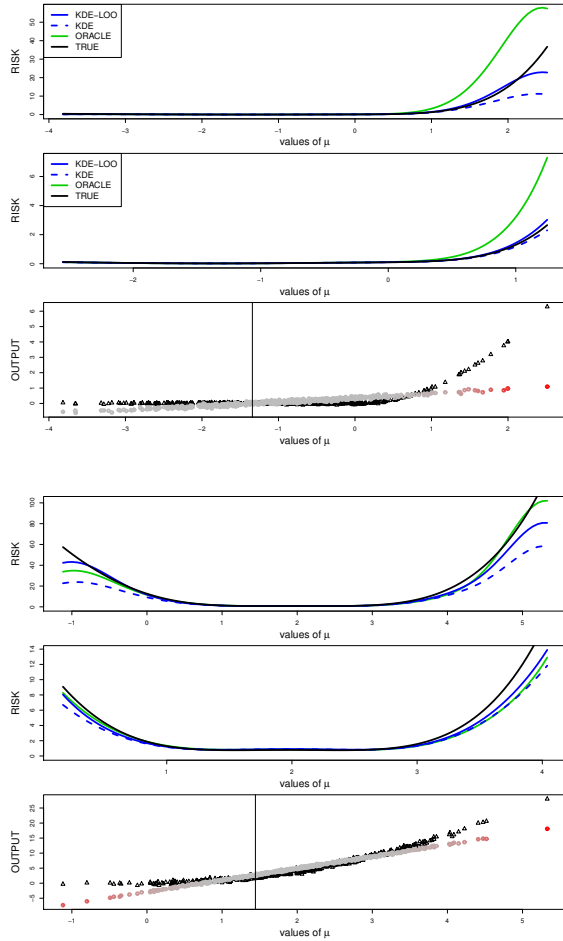 RISK
0 10 20 30 40 50
KDE−LOO
KDE
ORACLE
TRUE
−4 −3 −2 −1 0 1 2
values of μ
RISK
0 2 4 6
KDE−LOO
KDE
ORACLE
TRUE
−2 −1 0 1
values of μ
OUTPUT
0 1 2 3 4 5 6
−4 −3 −2 −1 0 1 2
values of μ
RISK
0 20 40 60 80 100
−1 0 1 2 3 4 5
values of μ
RISK
0 2 4 6 8 10 12 14
1 2 3 4
values of μ
OUTPUT
−5 0 5 10 15 20 25
−1 0 1 2 3 4 5
values of μ